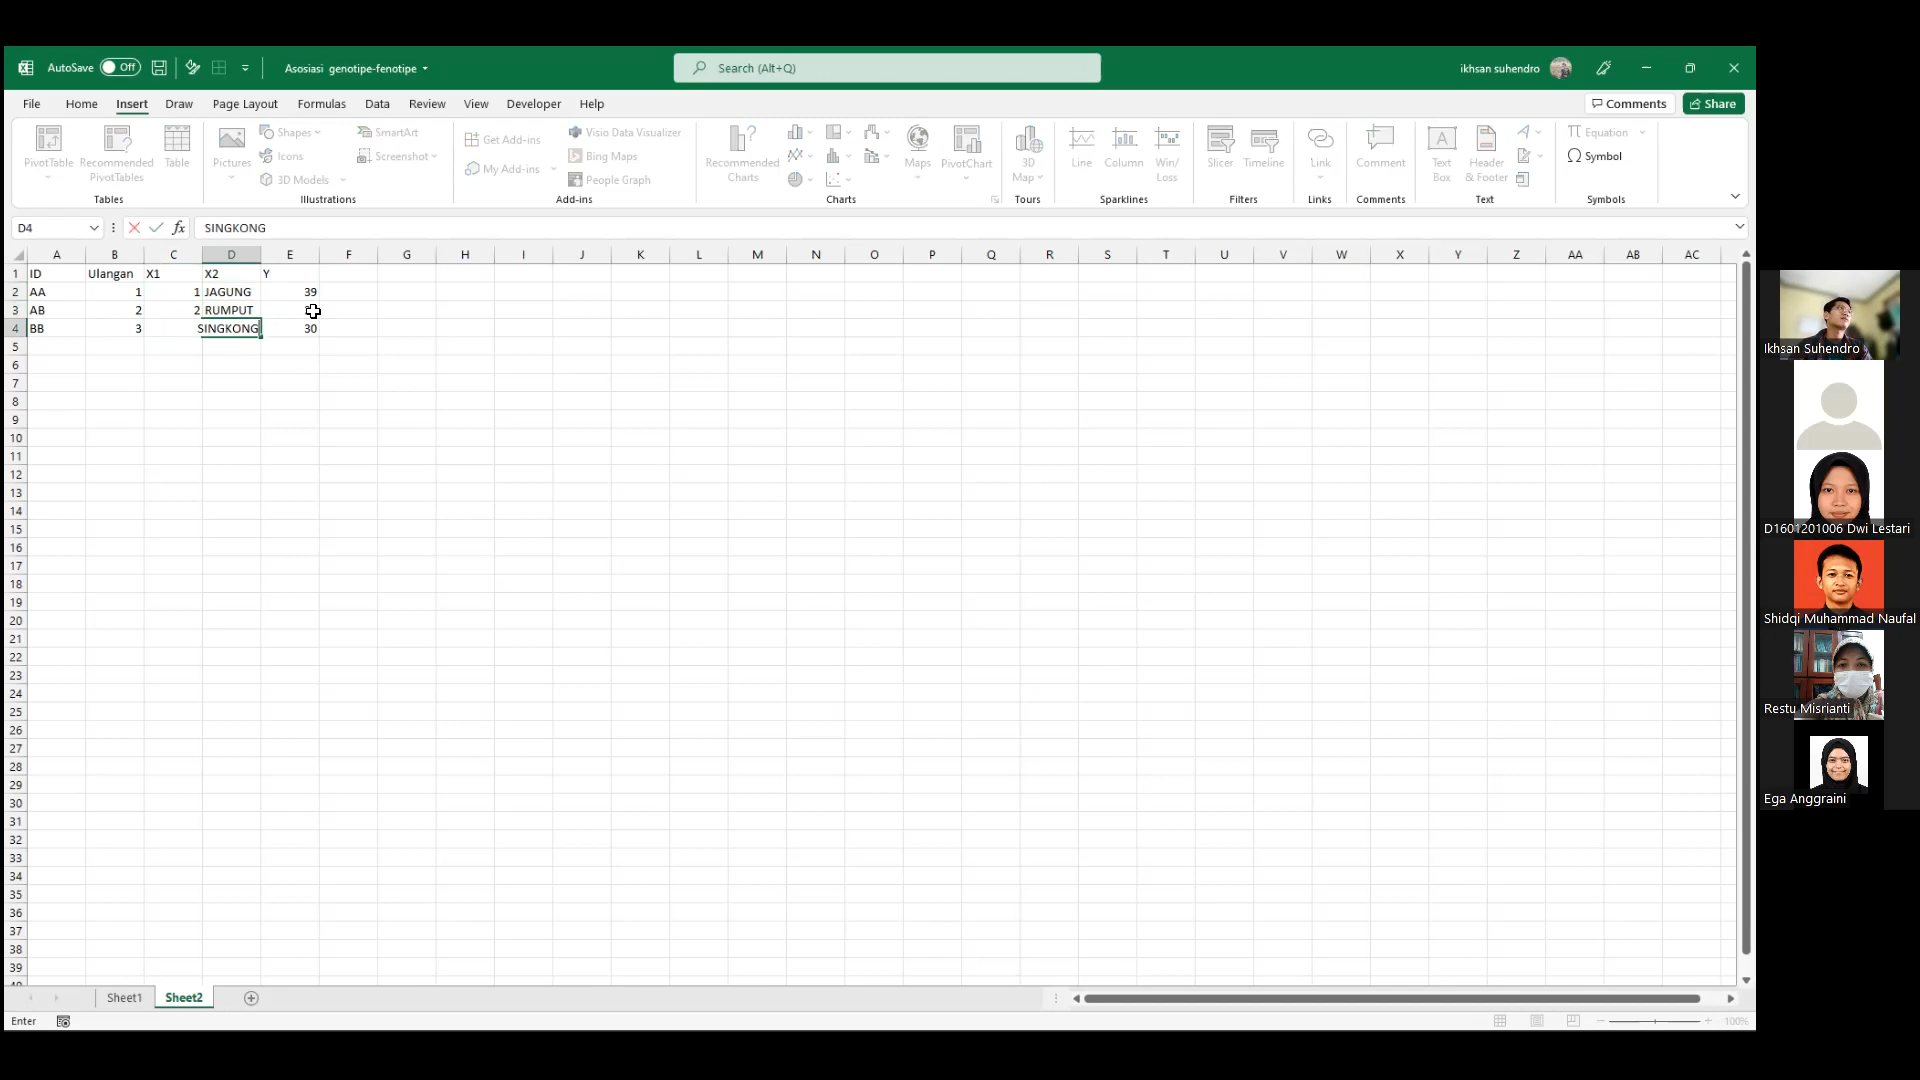 AutoSave Off Asosiasi genotipe-fenotipe Search (Alt+Q) ikhsan suhendro
File Home Insert Draw Page Layout Formulas Data Review View Developer Help Comments Share
PivotTable Recommended PivotTables Table Pictures Shapes Icons 3D Models SmartArt Screenshot Get Add-ins My Add-ins Visio Data Visualizer Bing Maps People Graph Recommended Charts Maps PivotChart 3D Map Line Column Win/Loss Slicer Timeline Link Comment Text Box Header & Footer Equation Symbol
Tables Illustrations Add-ins Charts Tours Sparklines Filters Links Comments Text Symbols
D4 fx SINGKONG
A B C D E F G H I J K L M N O P Q R S T U V W X Y Z AA AB AC
1 ID Ulangan X1 X2 Y
2 AA 1 1 JAGUNG 39
3 AB 2 2 RUMPUT
4 BB 3 SINGKONG 30
5
6
7
8
9
10
11
12
13
14
15
16
17
18
19
20
21
22
23
24
25
26
27
28
29
30
31
32
33
34
35
36
37
38
39
Sheet1 Sheet2
Enter 100%
Ikhsan Suhendro
D1601201006 Dwi Lestari
Shidqi Muhammad Naufal
Restu Misrianti
Ega Anggraini